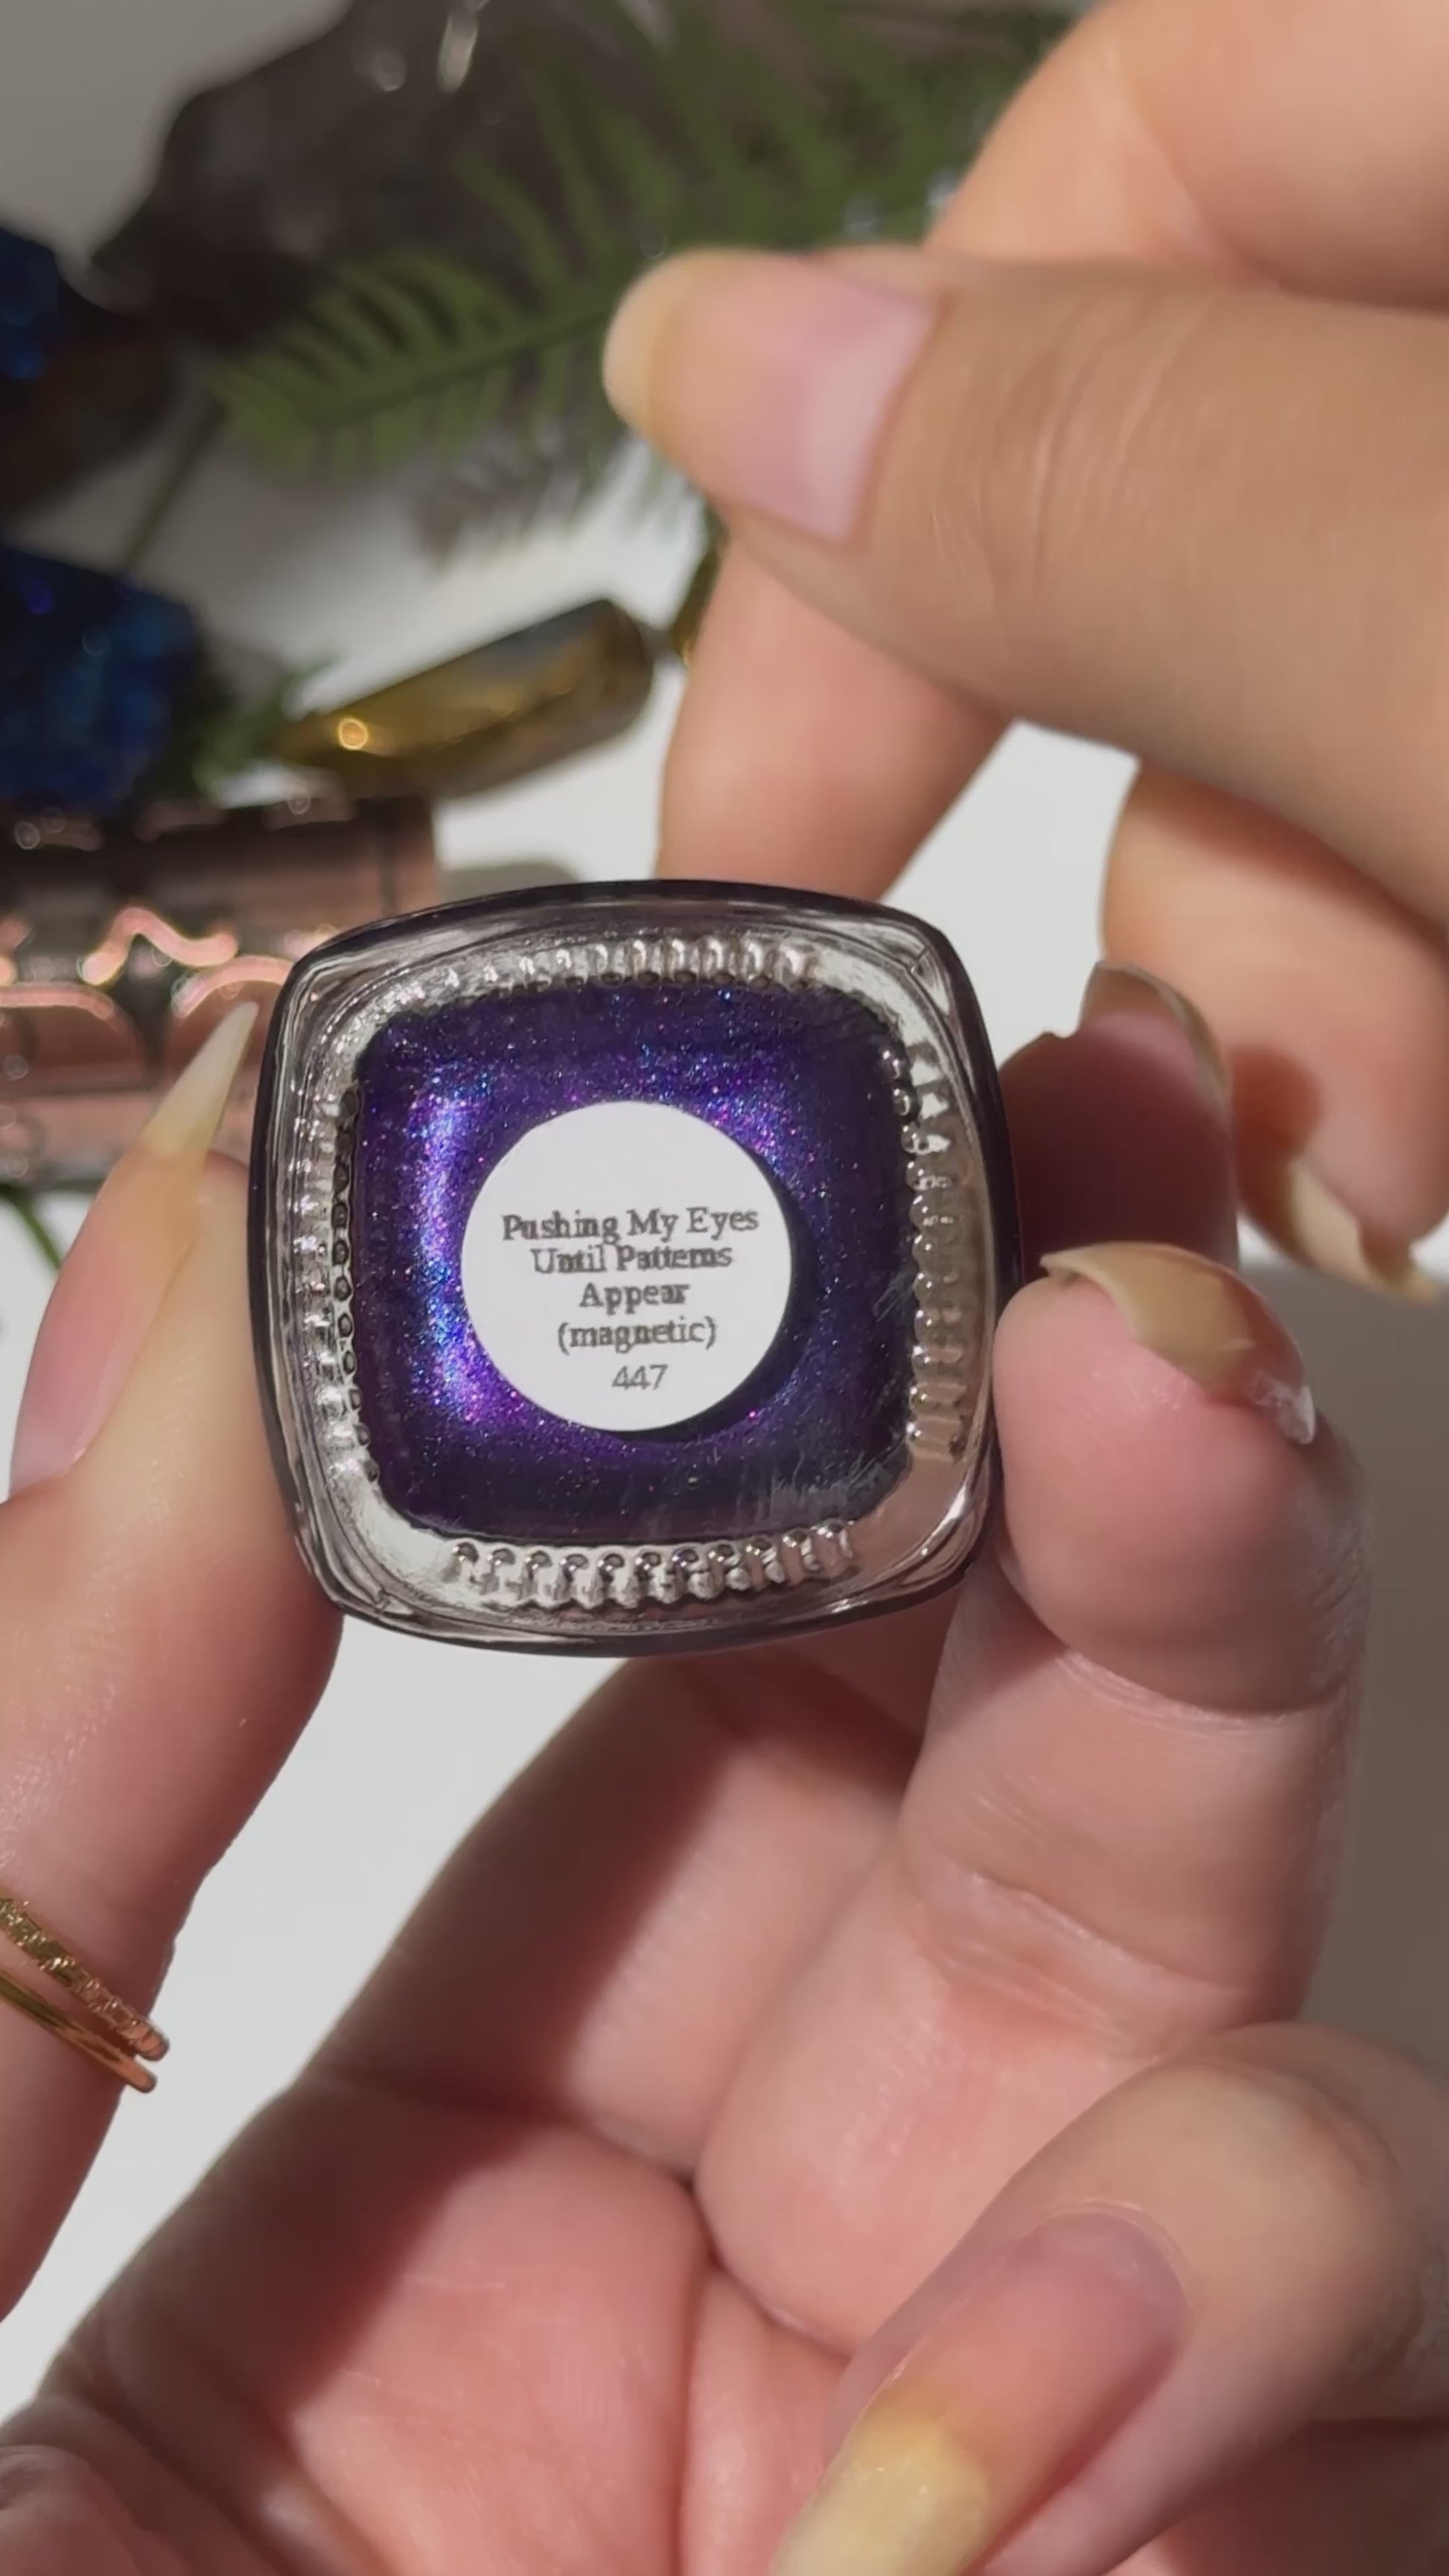 Pushing My Eyes
Until Patterns
Appear
(magnetic)
447